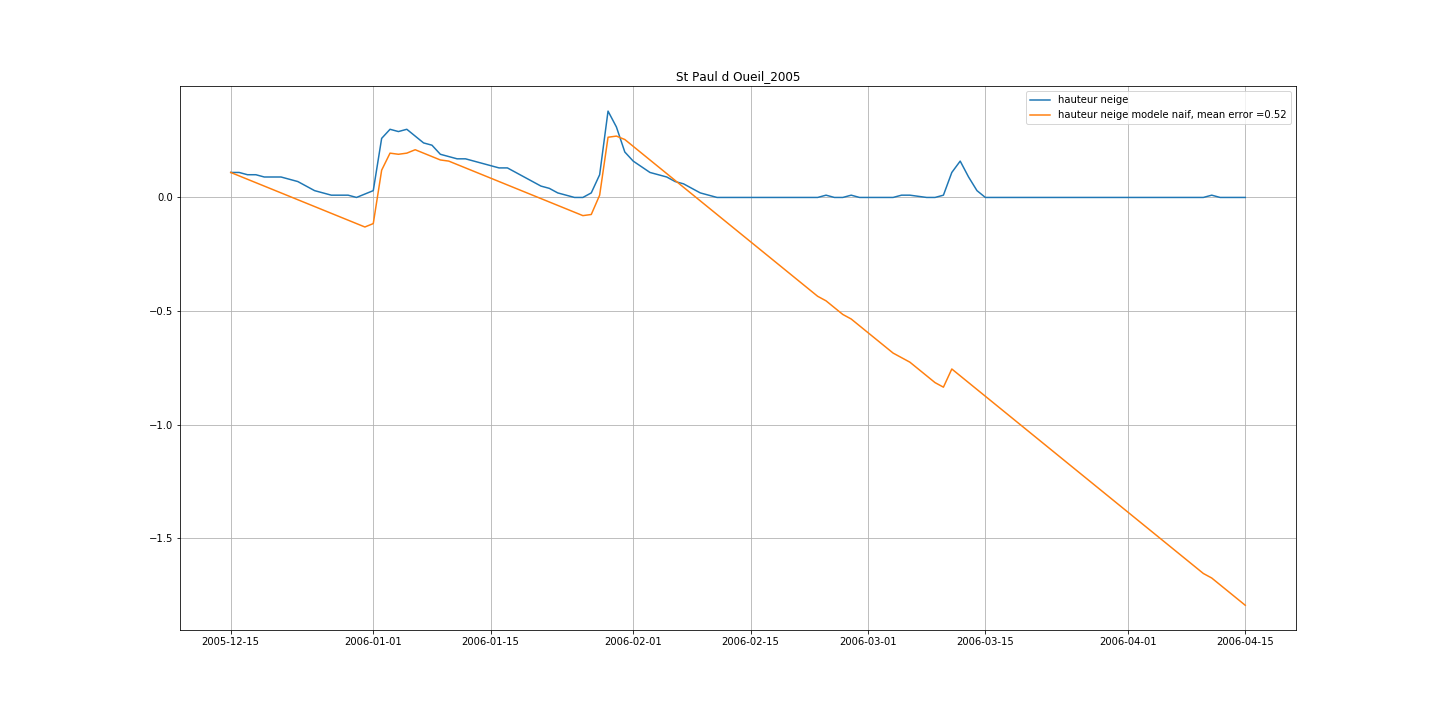 St Paul d Oueil_2005
hauteur neige
hauteur neige modele naif, mean error =0.52
0.0
−0.5
−1.0
−1.5
2005-12-15 2006-01-01 2006-01-15 2006-02-01 2006-02-15 2006-03-01 2006-03-15 2006-04-01 2006-04-15